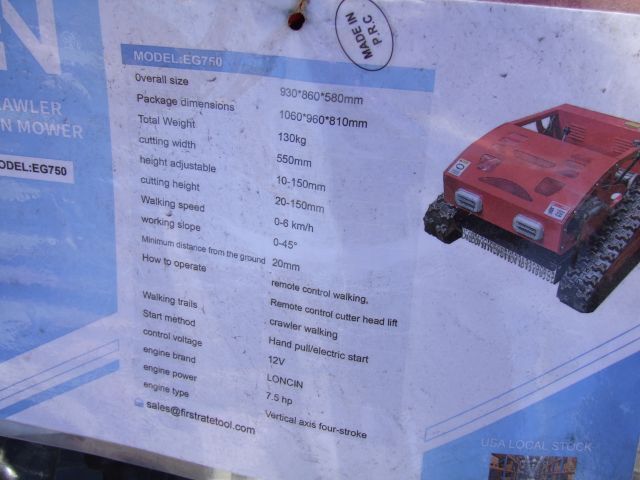 EN
MADE IN
P.R.C
CRAWLER
N MOWER
MODEL:EG750
MODEL:EG750
Overall size 930*860*580mm
Package dimensions 1060*960*810mm
Total Weight 130kg
cutting width 550mm
height adjustable 10-150mm
cutting height 20-150mm
Walking speed 0-6 km/h
working slope 0-45°
Minimum distance from the ground 20mm
How to operate remote control walking,
Remote control cutter head lift
Walking trails crawler walking
Start method Hand pull/electric start
control voltage 12V
engine brand LONCIN
engine power 7.5 hp
engine type Vertical axis four-stroke
sales@firstratetool.com
USA LOCAL STOCK